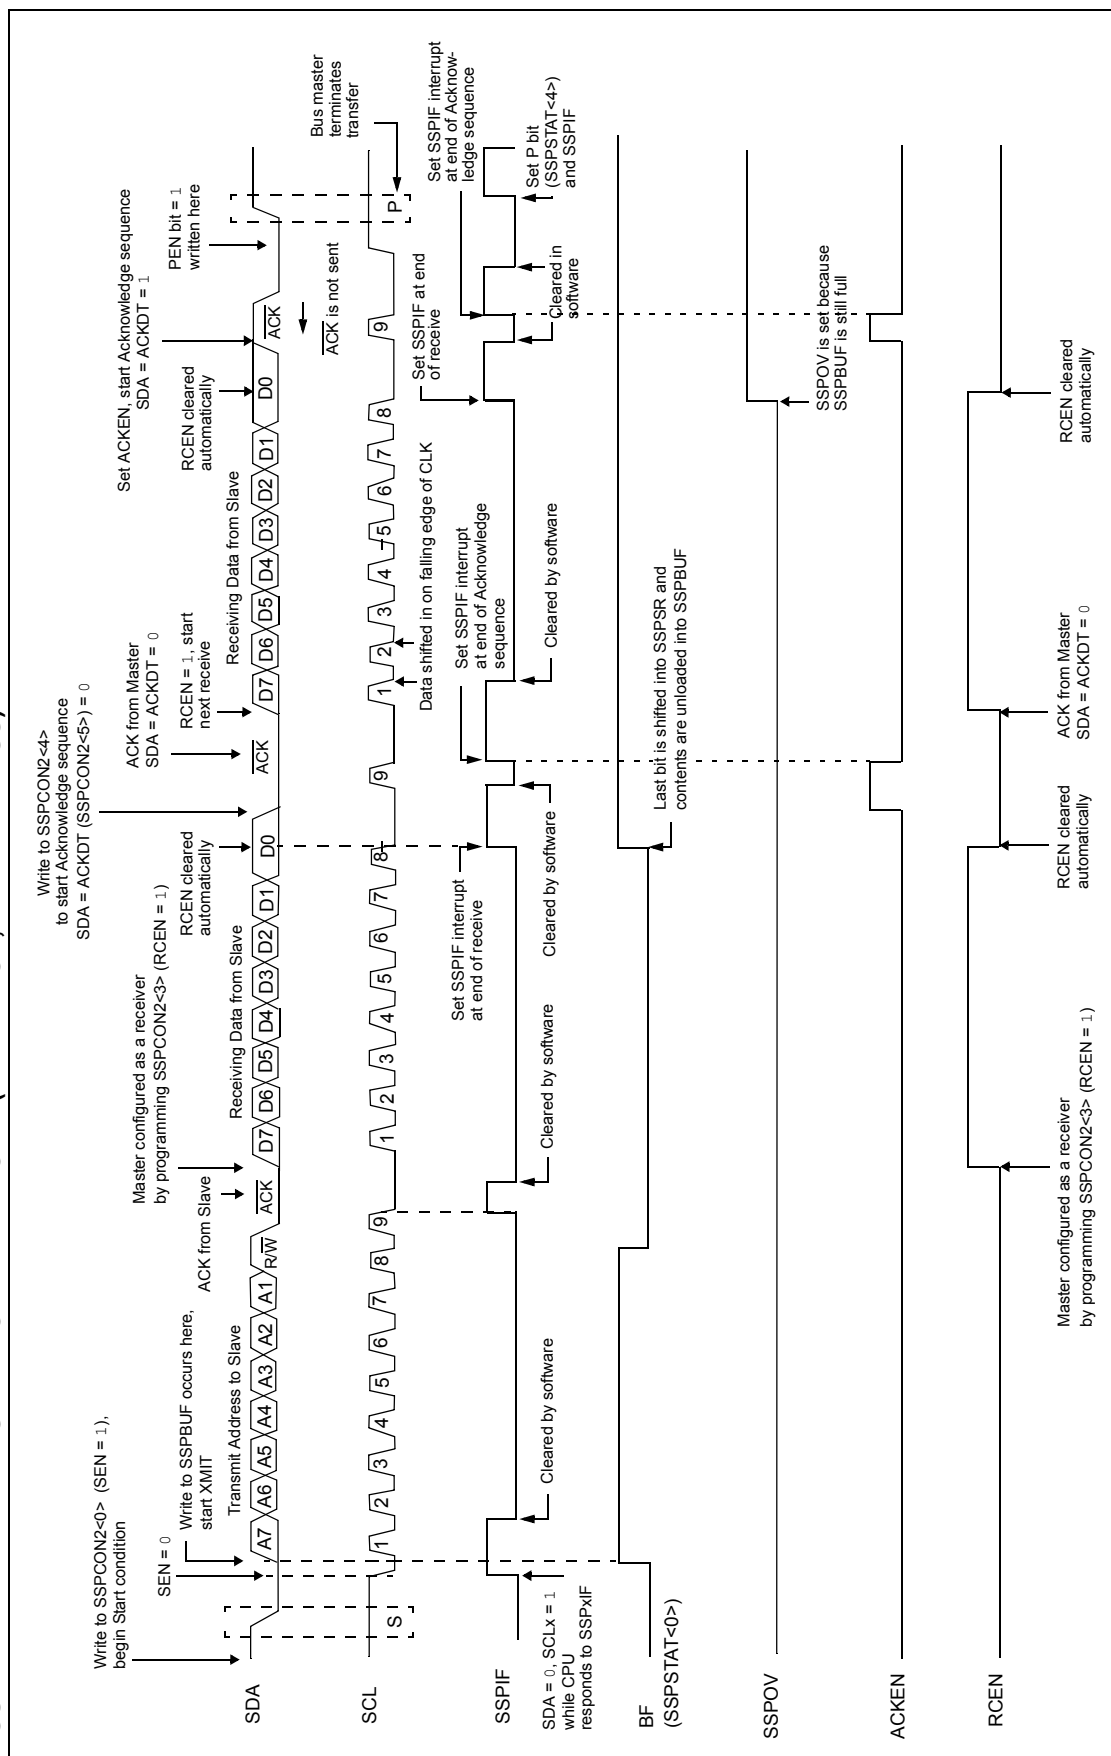 Write to SSPCON2<0> (SEN = 1),
begin Start condition
SEN = 0
Write to SSPBUF occurs here,
start XMIT
ACK from Slave
Master configured as a receiver
by programming SSPCON2<3> (RCEN = 1)
RCEN cleared
automatically
Write to SSPCON2<4>
to start Acknowledge sequence
SDA = ACKDT (SSPCON2<5>) = 0
ACK from Master
SDA = ACKDT = 0
RCEN = 1, start
next receive
RCEN cleared
automatically
Set ACKEN, start Acknowledge sequence
SDA = ACKDT = 1
PEN bit = 1
written here
Transmit Address to Slave
Receiving Data from Slave
Receiving Data from Slave
SDA
A7 A6 A5 A4 A3 A2 A1 R/W ACK D7 D6 D5 D4 D3 D2 D1 D0 ACK D7 D6 D5 D4 D3 D2 D1 D0 ACK
ACK is not sent
Bus master
terminates
transfer
SCL
S 1 2 3 4 5 6 7 8 9 1 2 3 4 5 6 7 8 9 1 2 3 4 5 6 7 8 9 P
Data shifted in on falling edge of CLK
Set SSPIF interrupt
at end of receive
Set SSPIF interrupt
at end of Acknowledge
sequence
Set SSPIF at end
of receive
Set SSPIF interrupt
at end of Acknow-
ledge sequence
SSPIF
SDA = 0, SCLx = 1
while CPU
responds to SSPxIF
Cleared by software
Cleared by software
Cleared by software
Cleared by software
Cleared in
software
Set P bit
(SSPSTAT<4>)
and SSPIF
BF
(SSPSTAT<0>)
Last bit is shifted into SSPSR and
contents are unloaded into SSPBUF
SSPOV
SSPOV is set because
SSPBUF is still full
ACKEN
RCEN
Master configured as a receiver
by programming SSPCON2<3> (RCEN = 1)
RCEN cleared
automatically
ACK from Master
SDA = ACKDT = 0
RCEN cleared
automatically